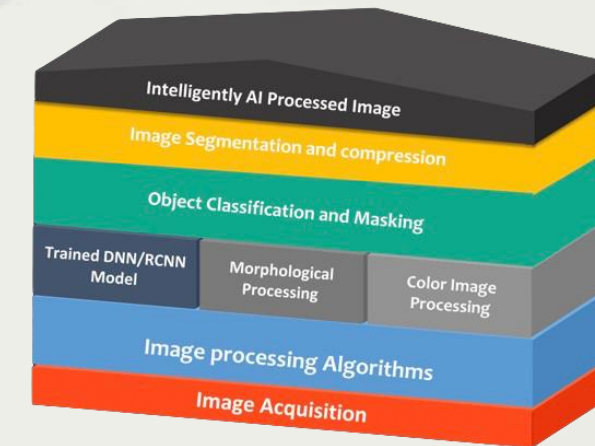 Intelligently AI Processed Image
Image Segmentation and compression
Object Classification and Masking
Trained DNN/RCNN
Model
Morphological
Processing
Color Image
Processing
Image processing Algorithms
Image Acquisition